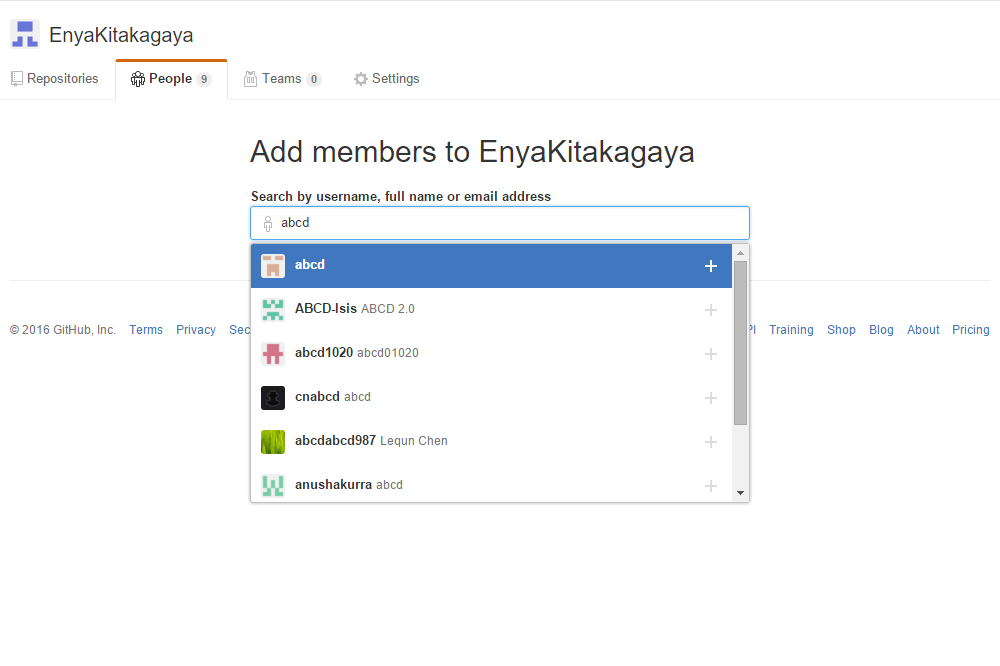 EnyaKitakagaya
Repositories People 9 Teams 0 Settings
Add members to EnyaKitakagaya
Search by username, full name or email address
abcd
abcd
ABCD-Isis ABCD 2.0
© 2016 GitHub, Inc. Terms Privacy Sec PI Training Shop Blog About Pricing
abcd1020 abcd01020
cnabcd abcd
abcdabcd987 Lequn Chen
anushakurra abcd